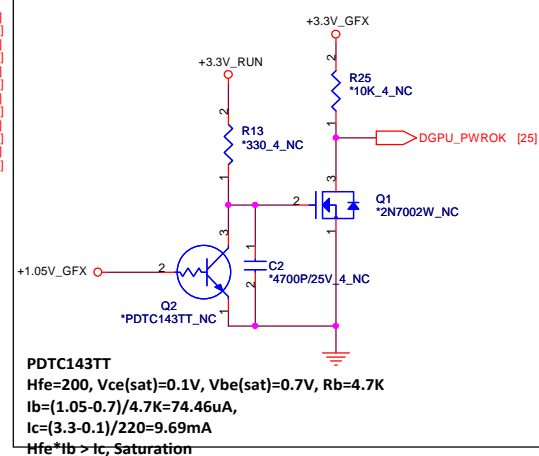 +3.3V_GFX
+3.3V_RUN
2
R25
*10K_4_NC
1
2
R13
*330_4_NC
1
DGPU_PWROK [25]
3
2
Q1
*2N7002W_NC
1
3
1
C2
*4700P/25V_4_NC
2
+1.05V_GFX
2
1
Q2
*PDTC143TT_NC
PDTC143TT
Hfe=200, Vce(sat)=0.1V, Vbe(sat)=0.7V, Rb=4.7K
Ib=(1.05-0.7)/4.7K=74.46uA,
Ic=(3.3-0.1)/220=9.69mA
Hfe*Ib > Ic, Saturation